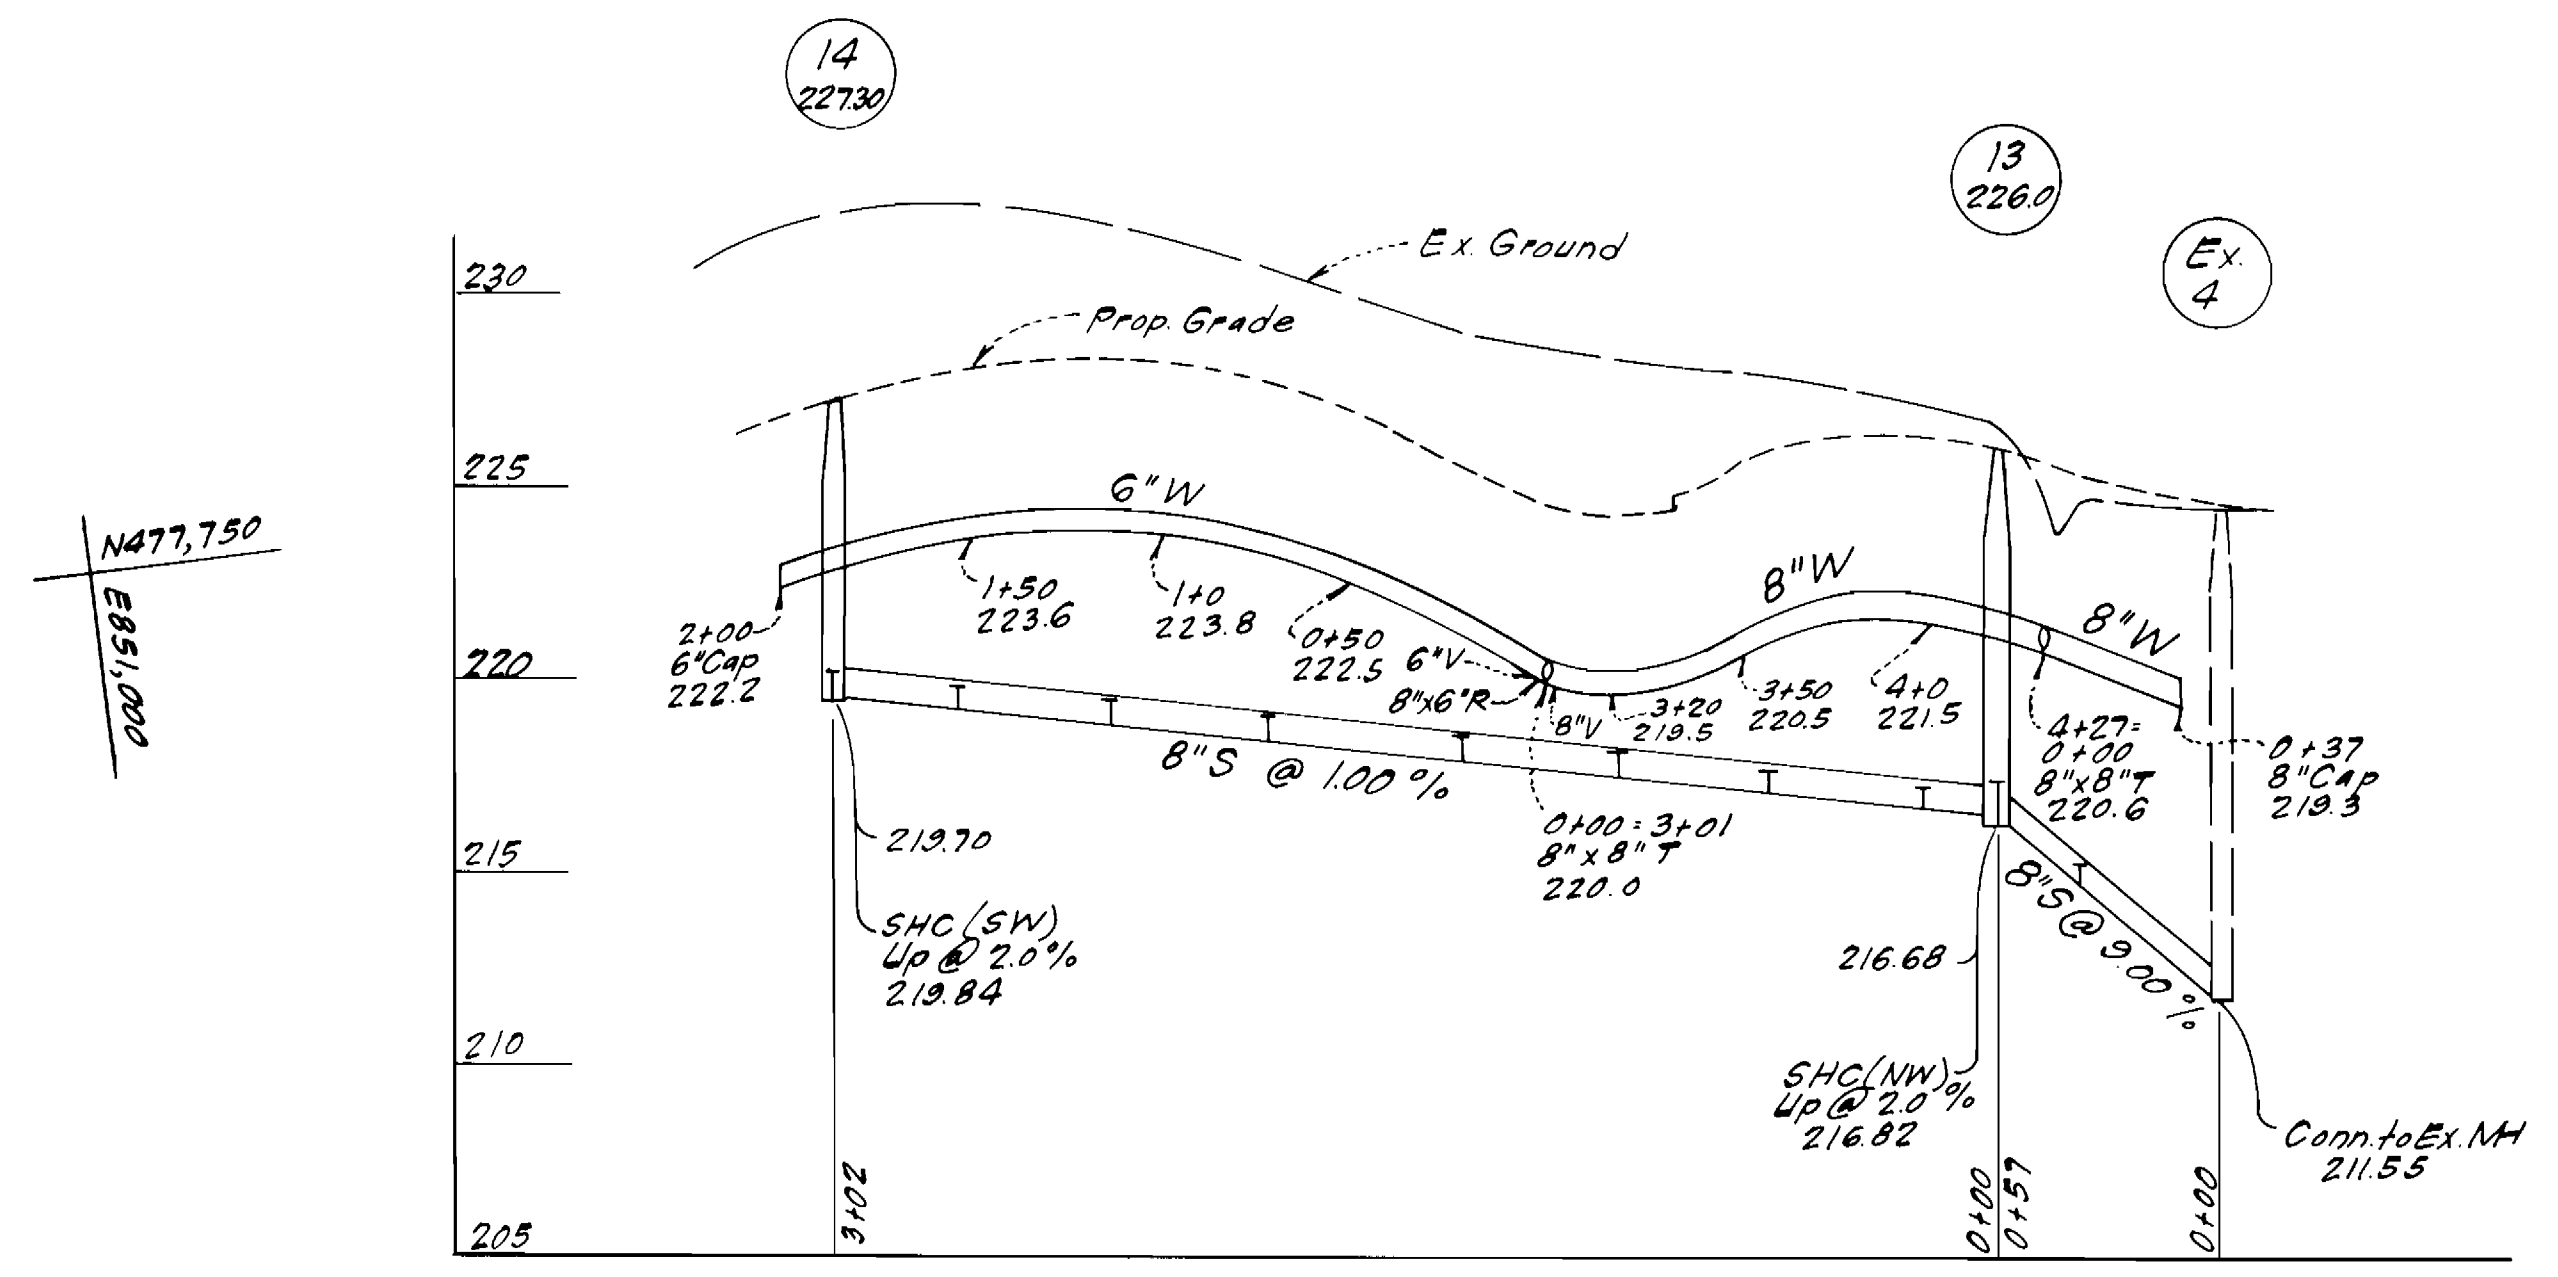 14
227.30
13
226.0
Ex.
4
Ex. Ground
Prop. Grade
230
225
220
215
210
205
N477,750
E851,000
6"W
8"W
8"W
2+00
6"Cap
222.2
1+50
223.6
1+0
223.8
0+50
222.5
6"V
8"x6"R
8"V
3+20
219.5
3+50
220.5
4+0
221.5
4+27=
0+00
8"x8"T
220.6
0+37
8"Cap
219.3
0+00 = 3+01
8" x 8" T
220.0
8"S @ 1.00 %
8"S @ 9.00 %
219.70
SHC (SW)
Up @ 2.0 %
219.84
216.68
SHC (NW)
Up @ 2.0 %
216.82
Conn. to Ex. MH
211.55
3+02
0+00
0+57
0+00